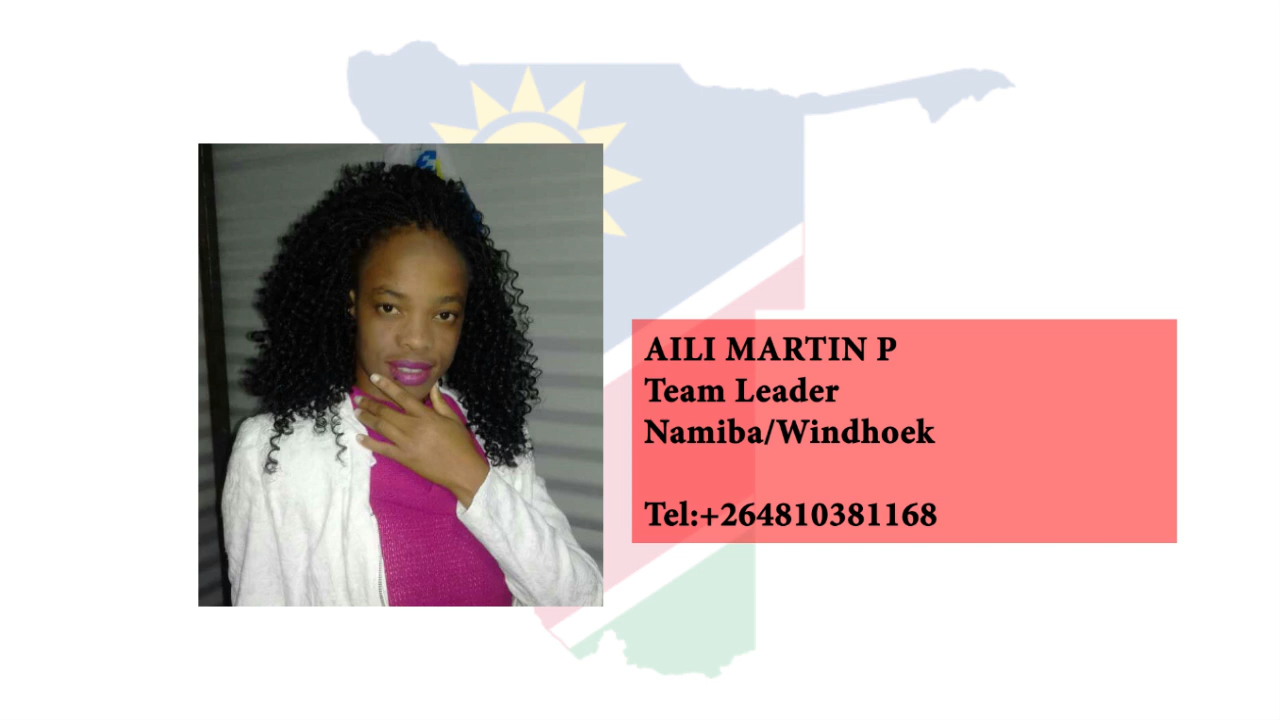 AILI MARTIN P
Team Leader
Namiba/Windhoek
Tel:+264810381168